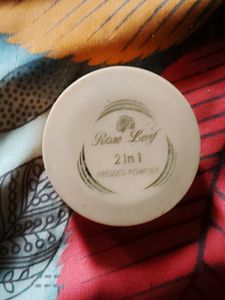 Rose Leaf
2 in 1
PRESSED POWDER